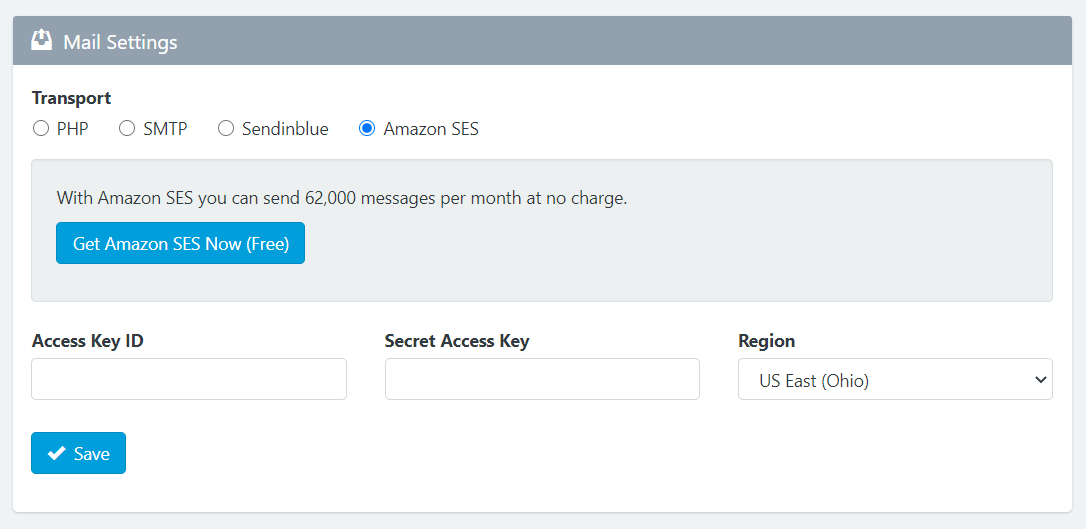 Mail Settings
Transport
PHP SMTP Sendinblue Amazon SES
With Amazon SES you can send 62,000 messages per month at no charge.
Get Amazon SES Now (Free)
Access Key ID Secret Access Key Region
US East (Ohio)
Save